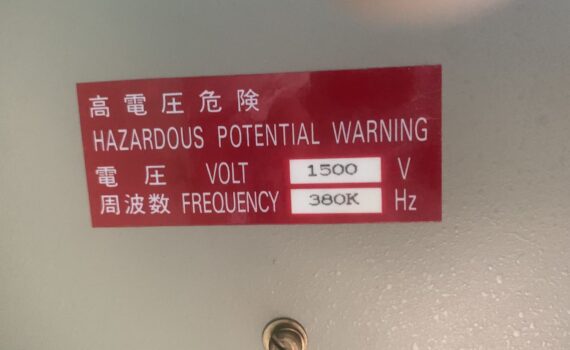 高電圧危険
HAZARDOUS POTENTIAL WARNING
電圧 VOLT 1500 V
周波数 FREQUENCY 380K Hz